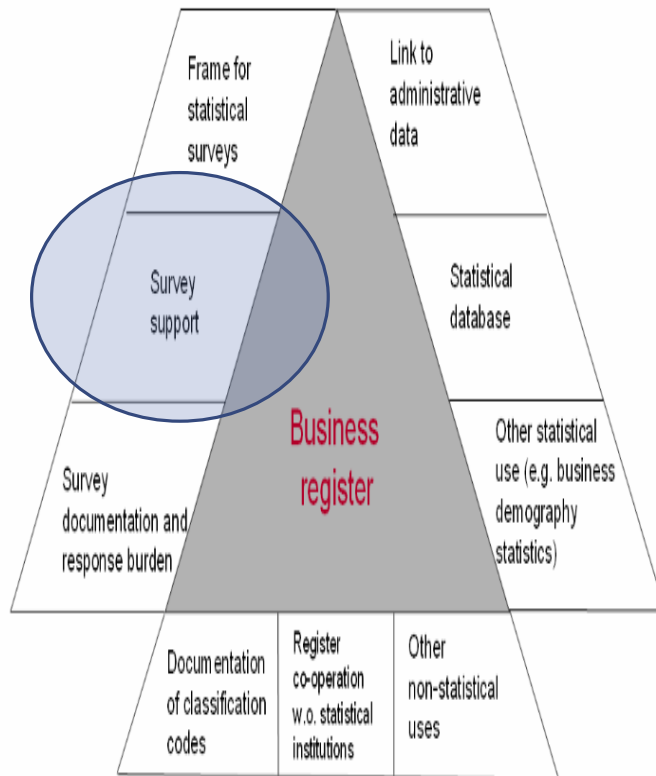 Frame for
statistical
surveys
Link to
administrative
data
Survey
support
Statistical
database
Business
register
Survey
documentation and
response burden
Other statistical
use (e.g. business
demography
statistics)
Documentation
of classification
codes
Register
co-operation
w.o. statistical
institutions
Other
non-statistical
uses